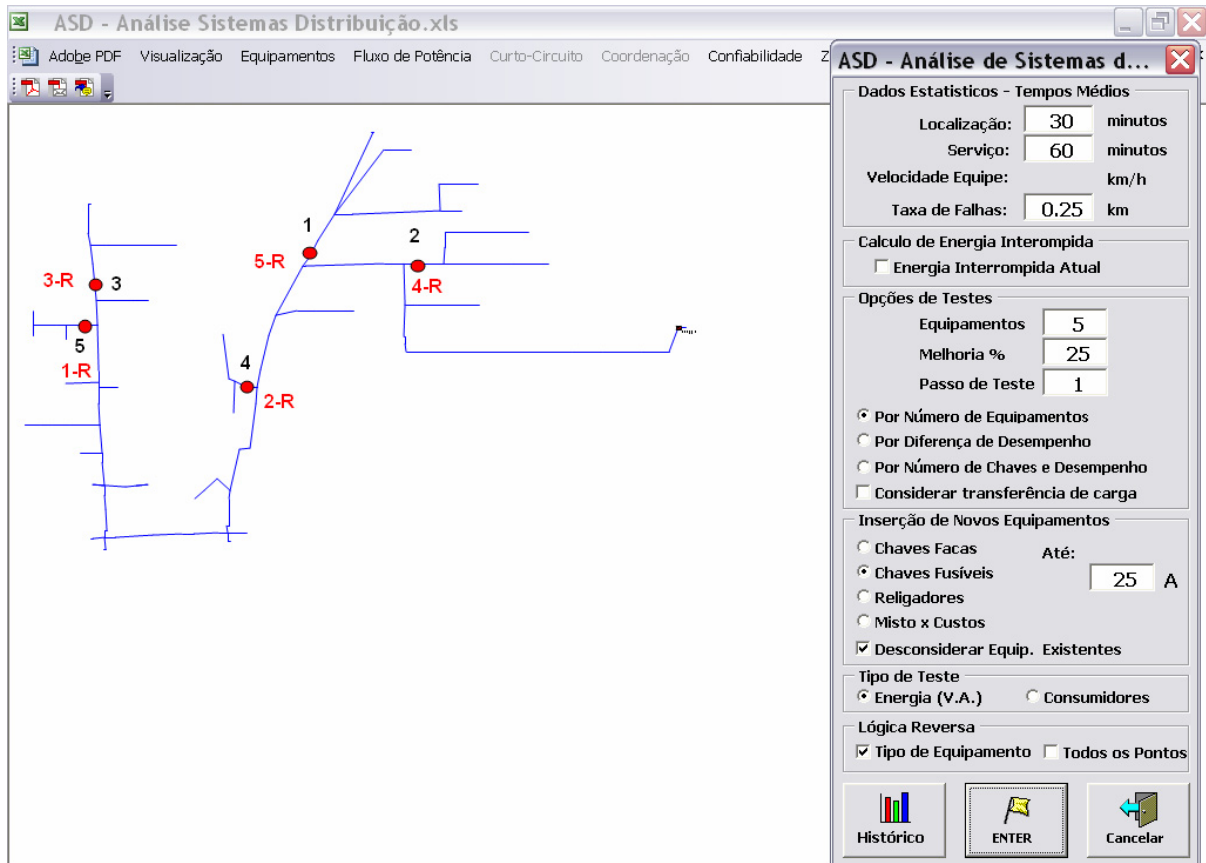 ASD - Análise Sistemas Distribuição.xls
Adobe PDF Visualização Equipamentos Fluxo de Potência Curto-Circuito Coordenação Confiabilidade Z
ASD - Análise de Sistemas d...
1
2
5-R
4-R
3-R
3
5
1-R
4
2-R
Dados Estatisticos - Tempos Médios
Localização: 30 minutos
Serviço: 60 minutos
Velocidade Equipe: km/h
Taxa de Falhas: 0.25 km
Calculo de Energia Interompida
Energia Interrompida Atual
Opções de Testes
Equipamentos 5
Melhoria % 25
Passo de Teste 1
Por Número de Equipamentos
Por Diferença de Desempenho
Por Número de Chaves e Desempenho
Considerar transferência de carga
Inserção de Novos Equipamentos
Chaves Facas Até:
Chaves Fusíveis 25 A
Religadores
Misto x Custos
Desconsiderar Equip. Existentes
Tipo de Teste
Energia (V.A.) Consumidores
Lógica Reversa
Tipo de Equipamento Todos os Pontos
Histórico ENTER Cancelar